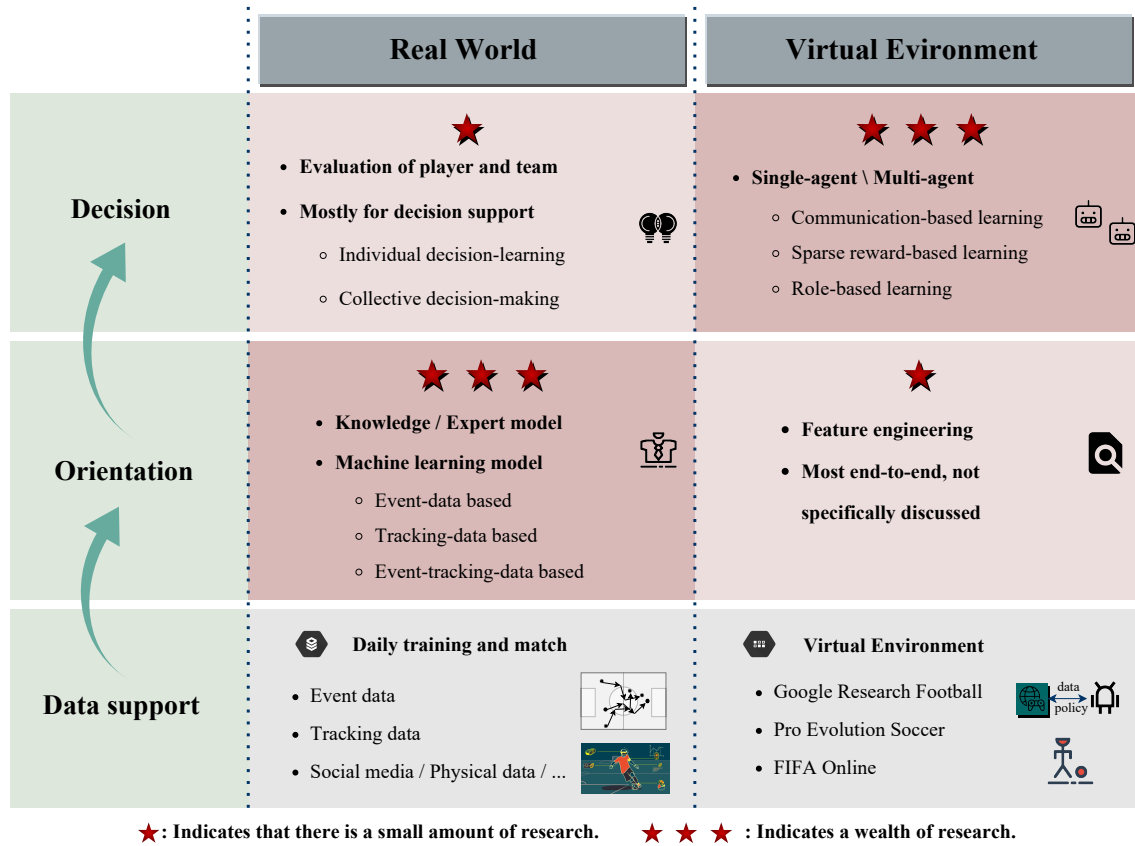 Real World
Virtual Evironment
Decision
• Evaluation of player and team
• Mostly for decision support
○ Individual decision-learning
○ Collective decision-making
• Single-agent \ Multi-agent
○ Communication-based learning
○ Sparse reward-based learning
○ Role-based learning
Orientation
• Knowledge / Expert model
• Machine learning model
○ Event-data based
○ Tracking-data based
○ Event-tracking-data based
• Feature engineering
• Most end-to-end, not
specifically discussed
Data support
Daily training and match
• Event data
• Tracking data
• Social media / Physical data / ...
Virtual Environment
• Google Research Football
• Pro Evolution Soccer
• FIFA Online
data
policy
★: Indicates that there is a small amount of research.
★ ★ ★ : Indicates a wealth of research.